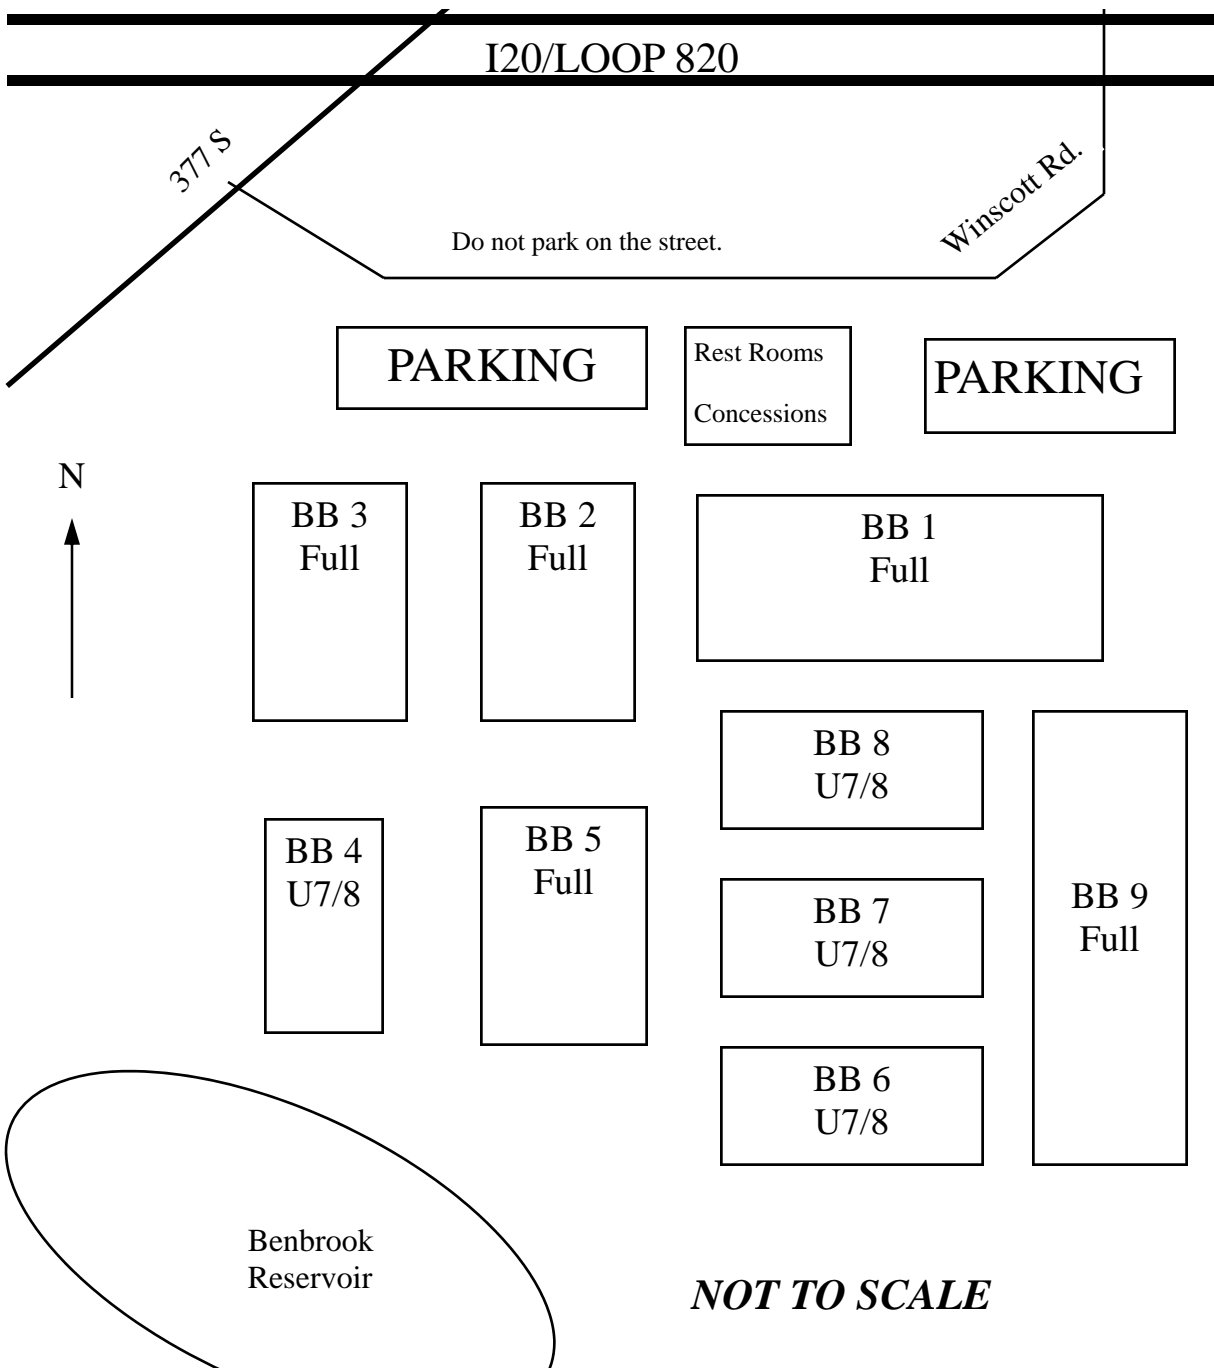 I20/LOOP 820
377 S
Winscott Rd.
Do not park on the street.
PARKING
Rest Rooms
Concessions
PARKING
N
BB 3
Full
BB 2
Full
BB 1
Full
BB 8
U7/8
BB 4
U7/8
BB 5
Full
BB 7
U7/8
BB 9
Full
BB 6
U7/8
Benbrook
Reservoir
NOT TO SCALE